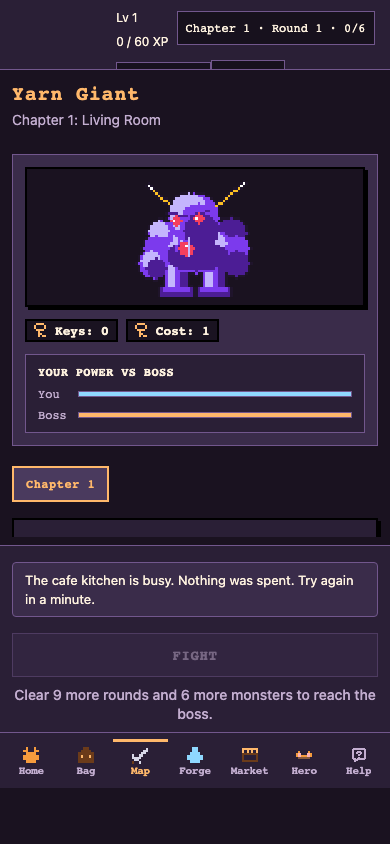 Lv 1
0 / 60 XP
Chapter 1 · Round 1 · 0/6
Yarn Giant
Chapter 1: Living Room
Keys: 0
Cost: 1
YOUR POWER VS BOSS
You
Boss
Chapter 1
The cafe kitchen is busy. Nothing was spent. Try again
in a minute.
FIGHT
Clear 9 more rounds and 6 more monsters to reach the
boss.
Home
Bag
Map
Forge
Market
Hero
Help